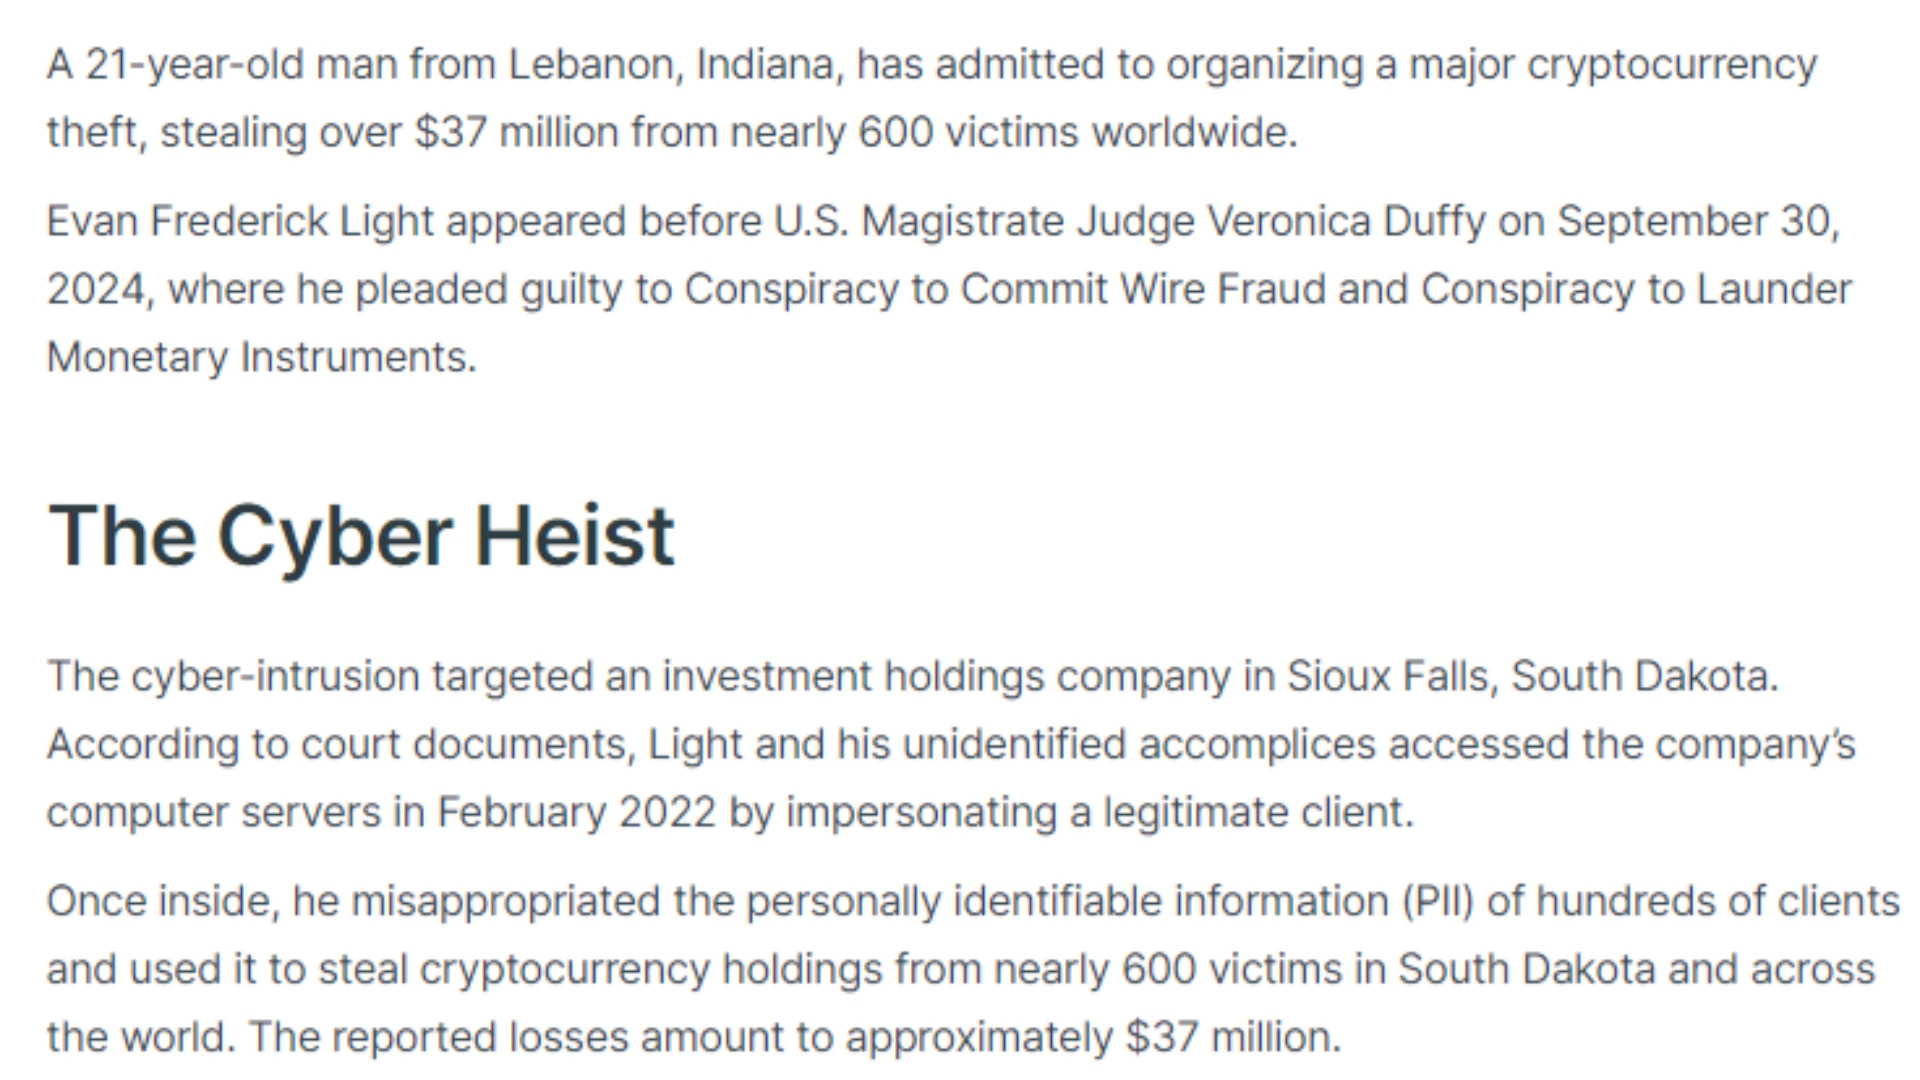 A 21-year-old man from Lebanon, Indiana, has admitted to organizing a major cryptocurrency
theft, stealing over $37 million from nearly 600 victims worldwide.
Evan Frederick Light appeared before U.S. Magistrate Judge Veronica Duffy on September 30,
2024, where he pleaded guilty to Conspiracy to Commit Wire Fraud and Conspiracy to Launder
Monetary Instruments.
The Cyber Heist
The cyber-intrusion targeted an investment holdings company in Sioux Falls, South Dakota.
According to court documents, Light and his unidentified accomplices accessed the company’s
computer servers in February 2022 by impersonating a legitimate client.
Once inside, he misappropriated the personally identifiable information (PII) of hundreds of clients
and used it to steal cryptocurrency holdings from nearly 600 victims in South Dakota and across
the world. The reported losses amount to approximately $37 million.